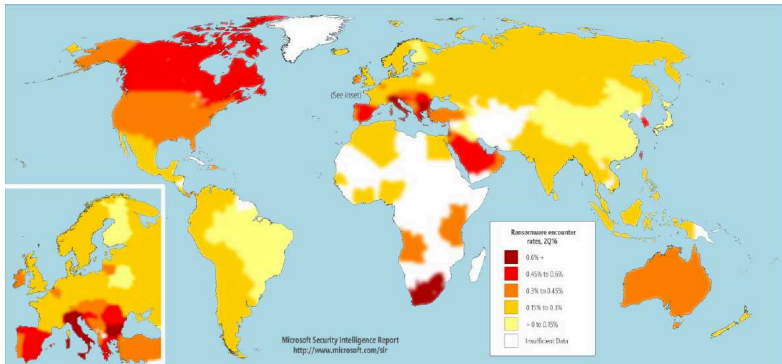 (See inset)
Ransomware encounter
rates, 2Q16
0.6% +
0.45% to 0.6%
0.3% to 0.45%
0.15% to 0.3%
> 0 to 0.15%
Insufficient Data
Microsoft Security Intelligence Report
http://www.microsoft.com/sir